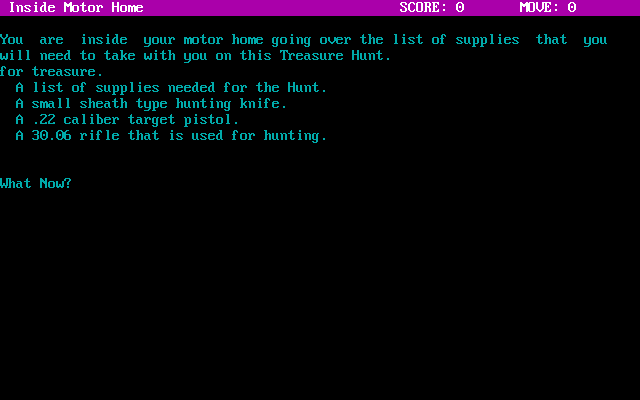 Inside Motor Home SCORE: 0 MOVE: 0
You are inside your motor home going over the list of supplies that you
will need to take with you on this Treasure Hunt.
for treasure.
A list of supplies needed for the Hunt.
A small sheath type hunting knife.
A .22 caliber target pistol.
A 30.06 rifle that is used for hunting.
What Now?